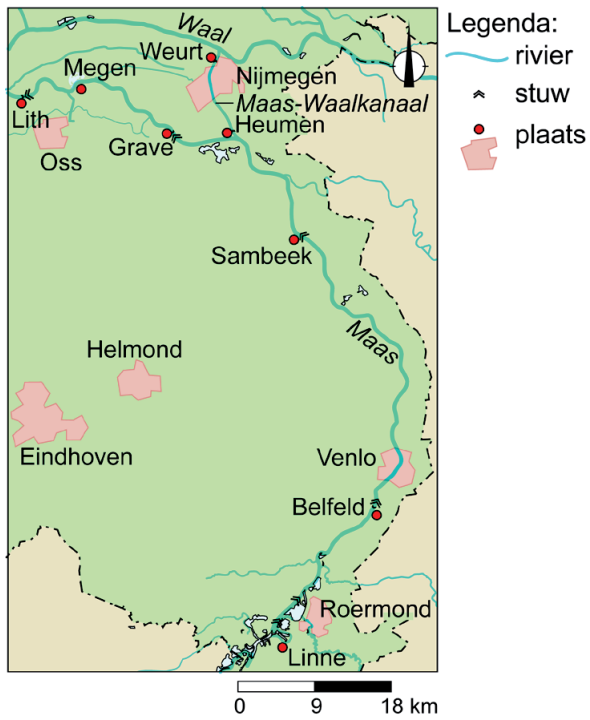 Waal
Weurt
Megen
Nijmegen
Maas-Waalkanaal
Lith
Heumen
Oss
Grave
Sambeek
Maas
Helmond
Eindhoven
Venlo
Belfeld
Roermond
Linne
0 9 18 km
Legenda:
rivier
stuw
plaats